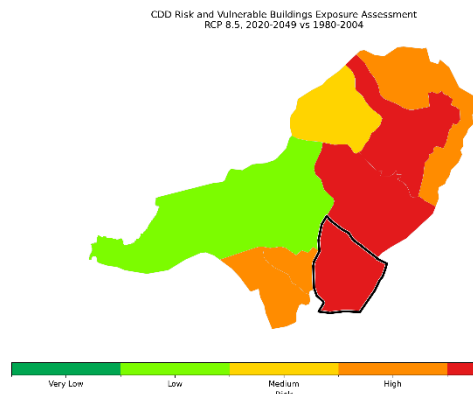 CDD Risk and Vulnerable Buildings Exposure Assessment
RCP 8.5, 2020-2049 vs 1980-2004
Very Low Low Medium High
Risk